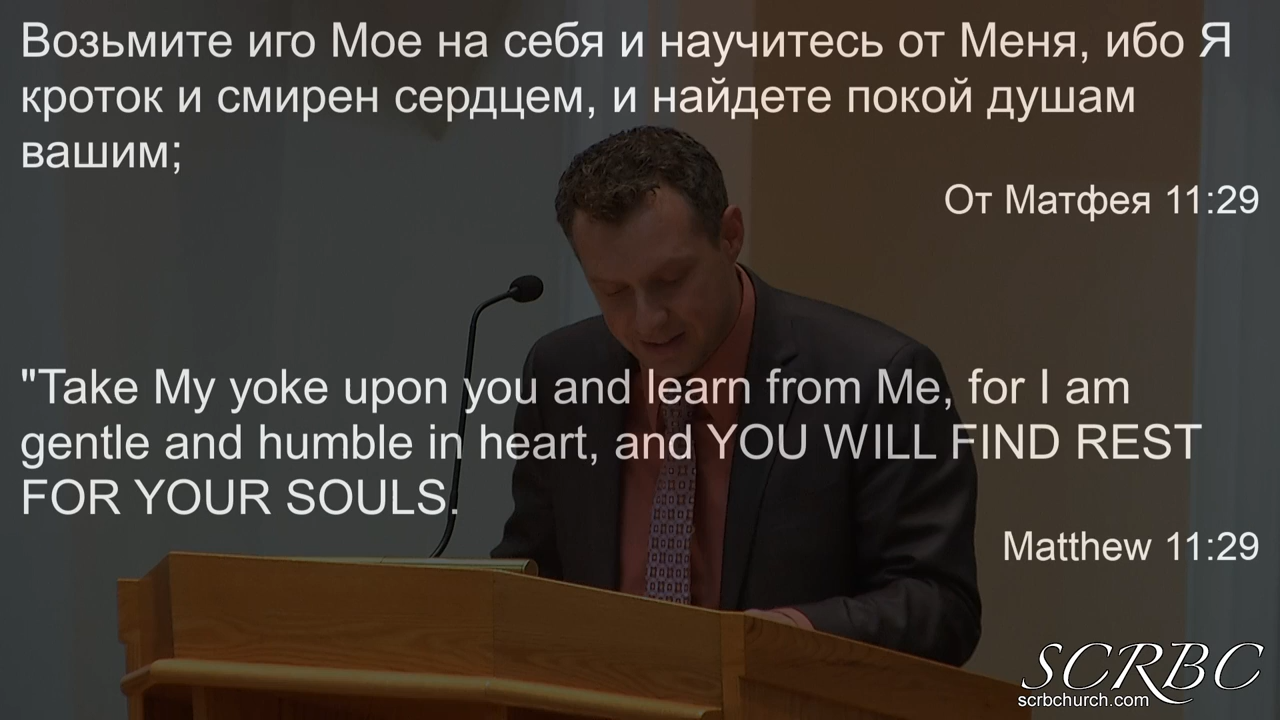 Возьмите иго Мое на себя и научитесь от Меня, ибо Я
кроток и смирен сердцем, и найдете покой душам
вашим;
От Матфея 11:29
"Take My yoke upon you and learn from Me, for I am
gentle and humble in heart, and YOU WILL FIND REST
FOR YOUR SOULS.
Matthew 11:29
SCRBC
scrbchurch.com